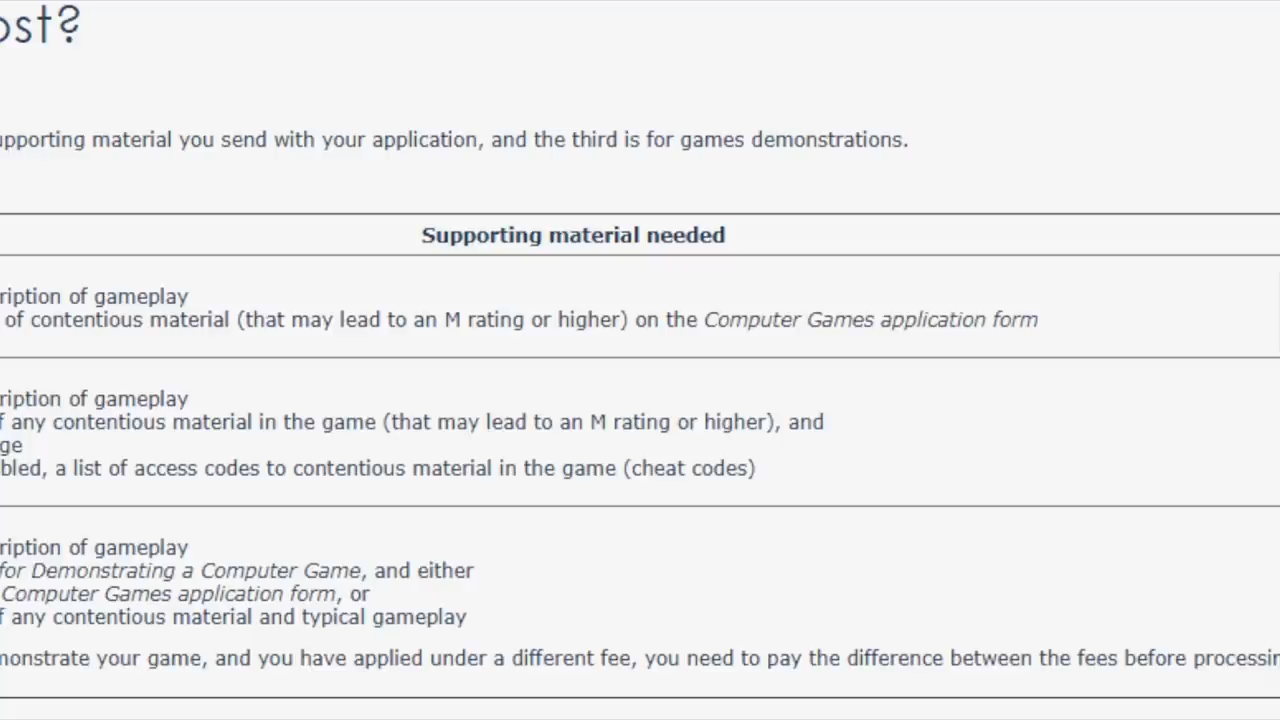 ost?
upporting material you send with your application, and the third is for games demonstrations.
Supporting material needed
ription of gameplay
of contentious material (that may lead to an M rating or higher) on the Computer Games application form
ription of gameplay
f any contentious material in the game (that may lead to an M rating or higher), and
ge
bled, a list of access codes to contentious material in the game (cheat codes)
ription of gameplay
for Demonstrating a Computer Game, and either
Computer Games application form, or
f any contentious material and typical gameplay
monstrate your game, and you have applied under a different fee, you need to pay the difference between the fees before processin